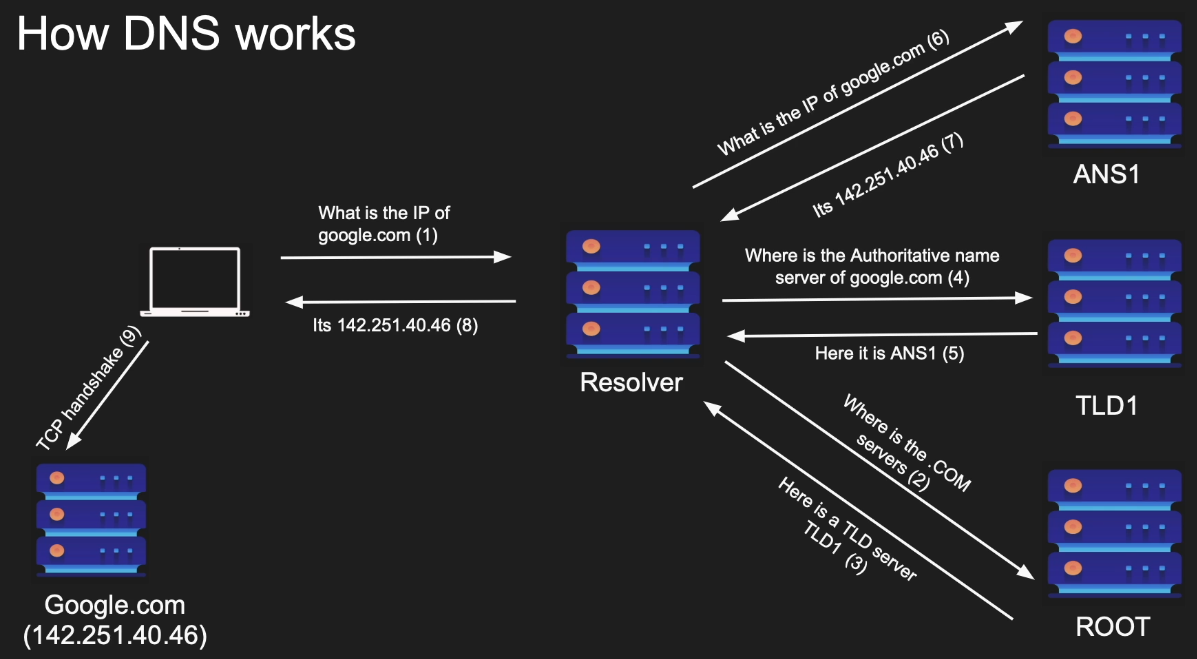 How DNS works
What is the IP of google.com (6)
Its 142.251.40.46 (7)
ANS1
What is the IP of
google.com (1)
Its 142.251.40.46 (8)
Resolver
Where is the Authoritative name
server of google.com (4)
Here it is ANS1 (5)
TLD1
TCP handshake (9)
Where is the .COM
servers (2)
Here is a TLD server
TLD1 (3)
ROOT
Google.com
(142.251.40.46)